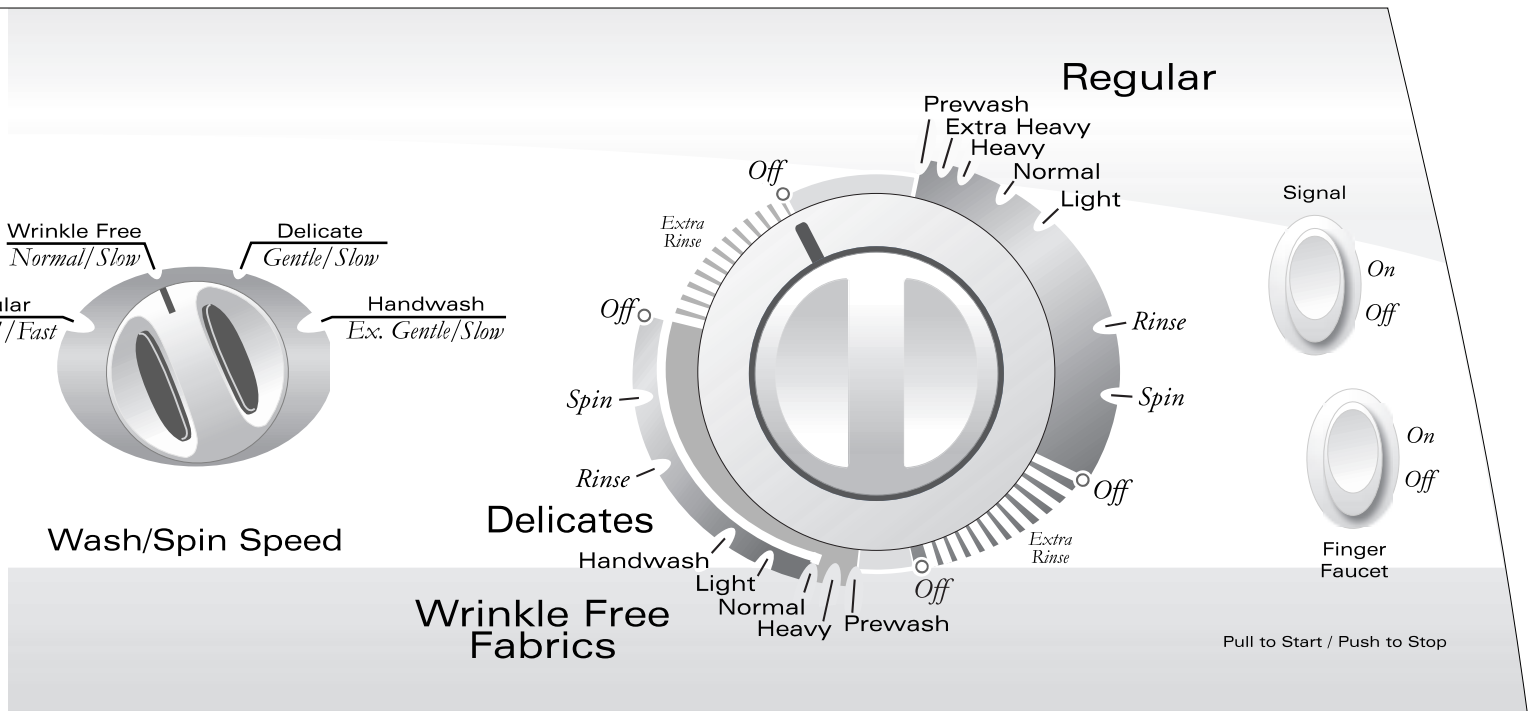 Regular
Prewash
Extra Heavy
Heavy
Normal
Light
Off
Extra
Rinse
Signal
On
Off
Wrinkle Free
Normal/Slow
Delicate
Gentle/Slow
lar
/Fast
Handwash
Ex. Gentle/Slow
Off
Rinse
Spin
Spin
Rinse
Off
Extra
Rinse
On
Off
Wash/Spin Speed
Delicates
Handwash
Light
Normal
Heavy
Prewash
Off
Wrinkle Free
Fabrics
Finger
Faucet
Pull to Start / Push to Stop